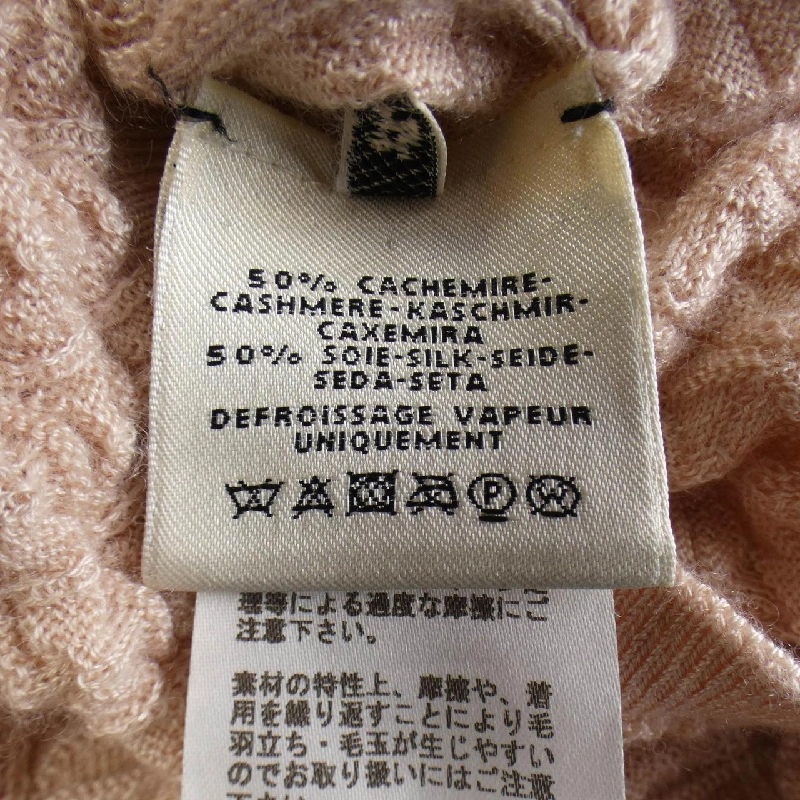 50% CACHEMIRE-
CASHMERE-KASCHMIR-
CAXEMIRA
50% SOIE-SILK-SEIDE-
SEDA-SETA
DEFROISSAGE VAPEUR
UNIQUEMENT
P W
理等による過度な摩擦にご
注意下さい。
素材の特性上、摩擦や、着
用を繰り返すことにより毛
羽立ち・毛玉が生じやすい
のでお取り扱いにはご注意
下さい。